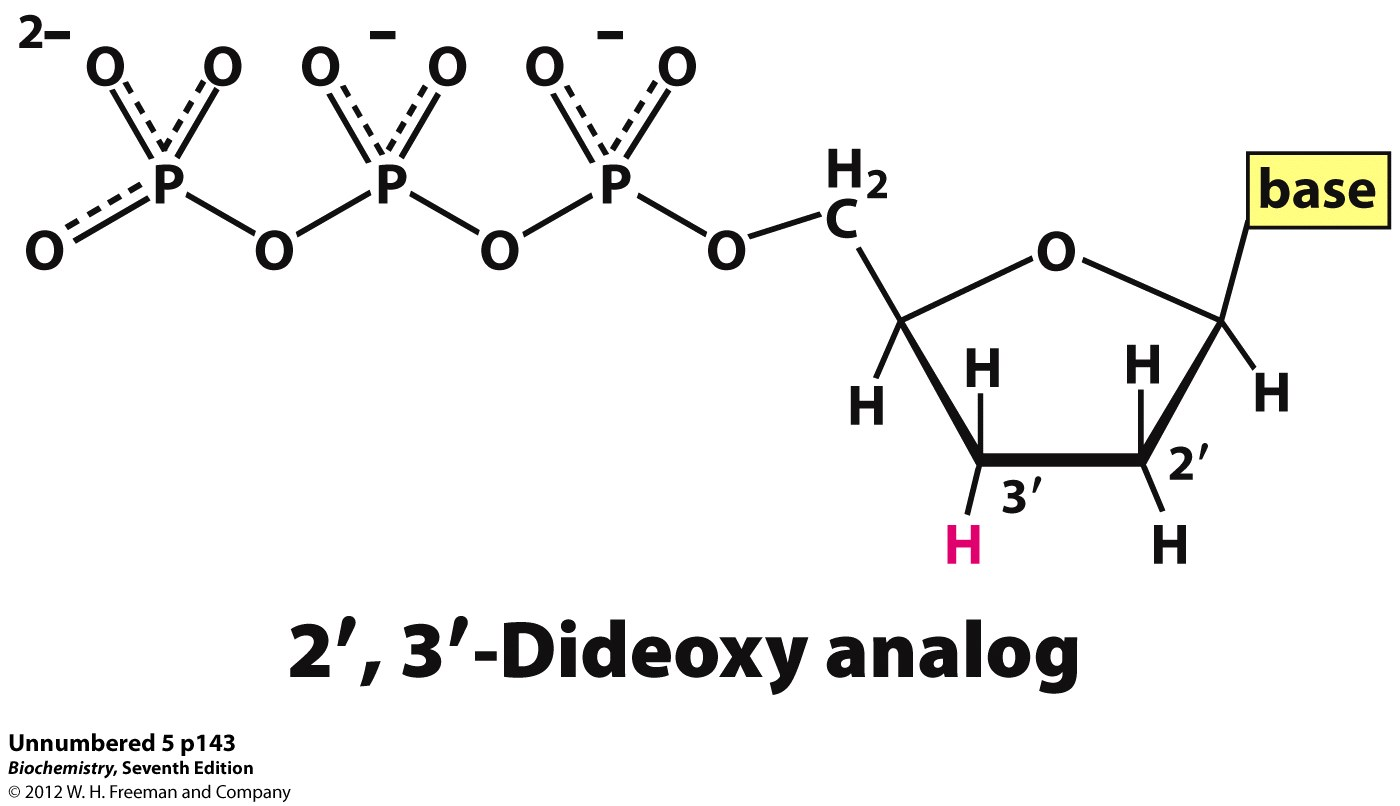 2–
O O O – O O – O
P P P
O O O O
H2
C
base
O
H H H H
2′
3′
H H
2′, 3′-Dideoxy analog
Unnumbered 5 p143
Biochemistry, Seventh Edition
© 2012 W. H. Freeman and Company